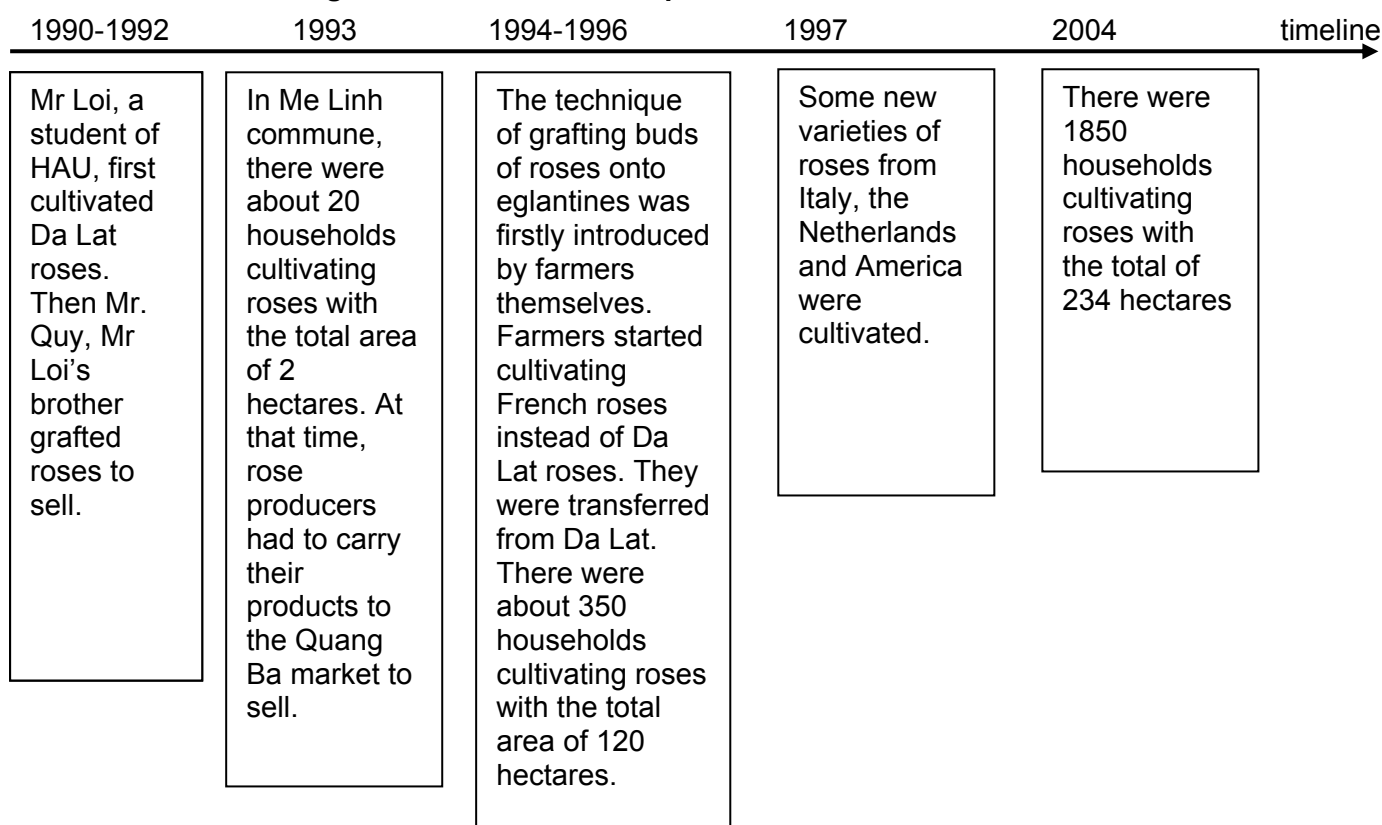 1990-1992 1993 1994-1996 1997 2004 timeline
Mr Loi, a
student of
HAU, first
cultivated
Da Lat
roses.
Then Mr.
Quy, Mr
Loi's
brother
grafted
roses to
sell.
In Me Linh
commune,
there were
about 20
households
cultivating
roses with
the total area
of 2
hectares. At
that time,
rose
producers
had to carry
their
products to
the Quang
Ba market to
sell.
The technique
of grafting buds
of roses onto
eglantines was
firstly introduced
by farmers
themselves.
Farmers started
cultivating
French roses
instead of Da
Lat roses. They
were transferred
from Da Lat.
There were
about 350
households
cultivating roses
with the total
area of 120
hectares.
Some new
varieties of
roses from
Italy, the
Netherlands
and America
were
cultivated.
There were
1850
households
cultivating
roses with
the total of
234 hectares